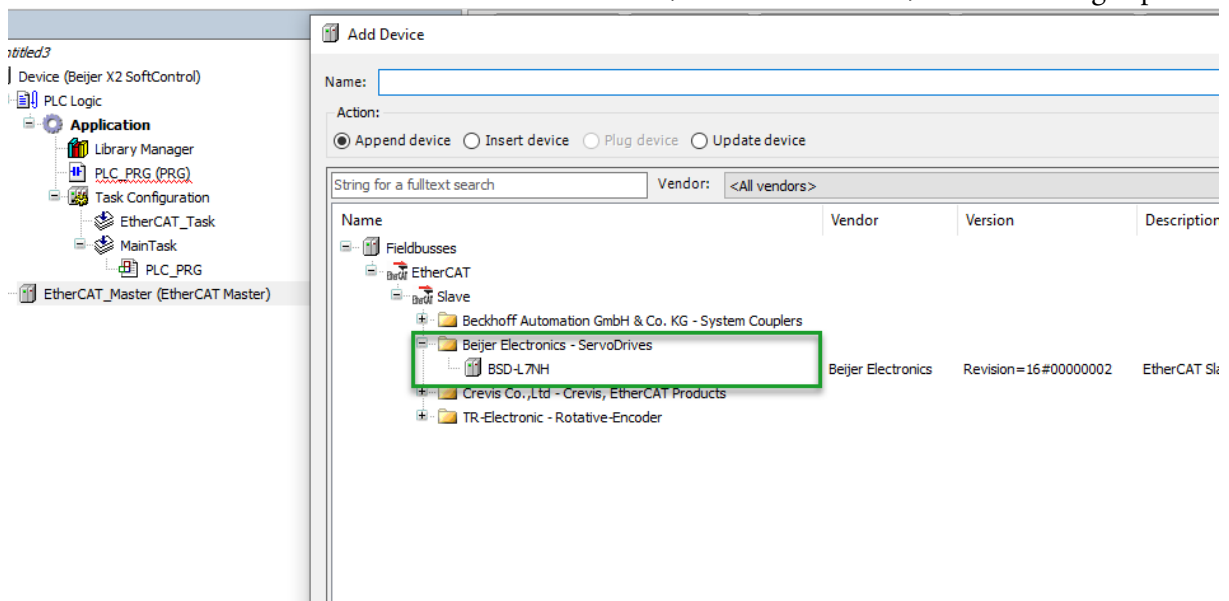 Add Device
Device (Beijer X2 SoftControl)
PLC Logic
Application
Library Manager
PLC_PRG (PRG)
Task Configuration
EtherCAT_Task
MainTask
PLC_PRG
EtherCAT_Master (EtherCAT Master)
Name:
Action:
Append device Insert device Plug device Update device
String for a fulltext search Vendor: <All vendors>
Name Vendor Version Description
Fieldbusses
EtherCAT
Slave
Beckhoff Automation GmbH & Co. KG - System Couplers
Beijer Electronics - ServoDrives
BSD-L7NH Beijer Electronics Revision=16#00000002 EtherCAT Sla
Crevis Co.,Ltd - Crevis, EtherCAT Products
TR-Electronic - Rotative-Encoder